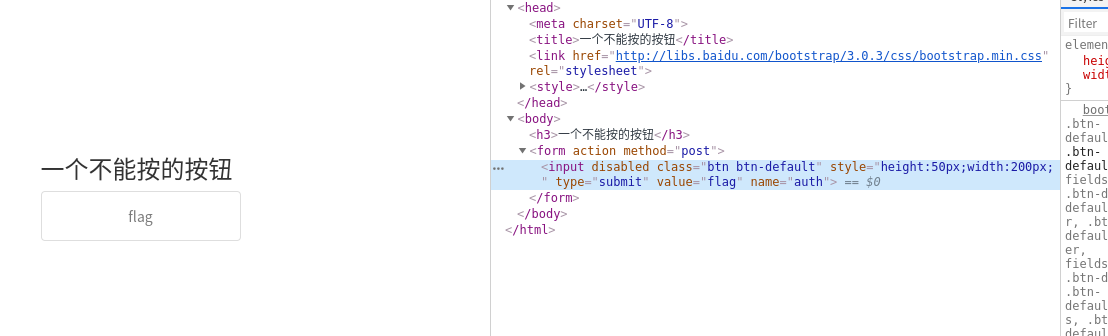 一个不能按的按钮
flag
<head>
<meta charset="UTF-8">
<title>一个不能按的按钮</title>
<link href="http://libs.baidu.com/bootstrap/3.0.3/css/bootstrap.min.css"
rel="stylesheet">
<style>…</style>
</head>
<body>
<h3>一个不能按的按钮</h3>
<form action method="post">
<input disabled class="btn btn-default" style="height:50px;width:200px;
" type="submit" value="flag" name="auth"> == $0
</form>
</body>
</html>
Filter
elemen
heig
widt
}
boot
.btn-
defaul
.btn-
defaul
fields
.btn-d
defaul
r, .bt
defaul
er,
fields
.btn-d
.btn-
defaul
s, .bt
defaul